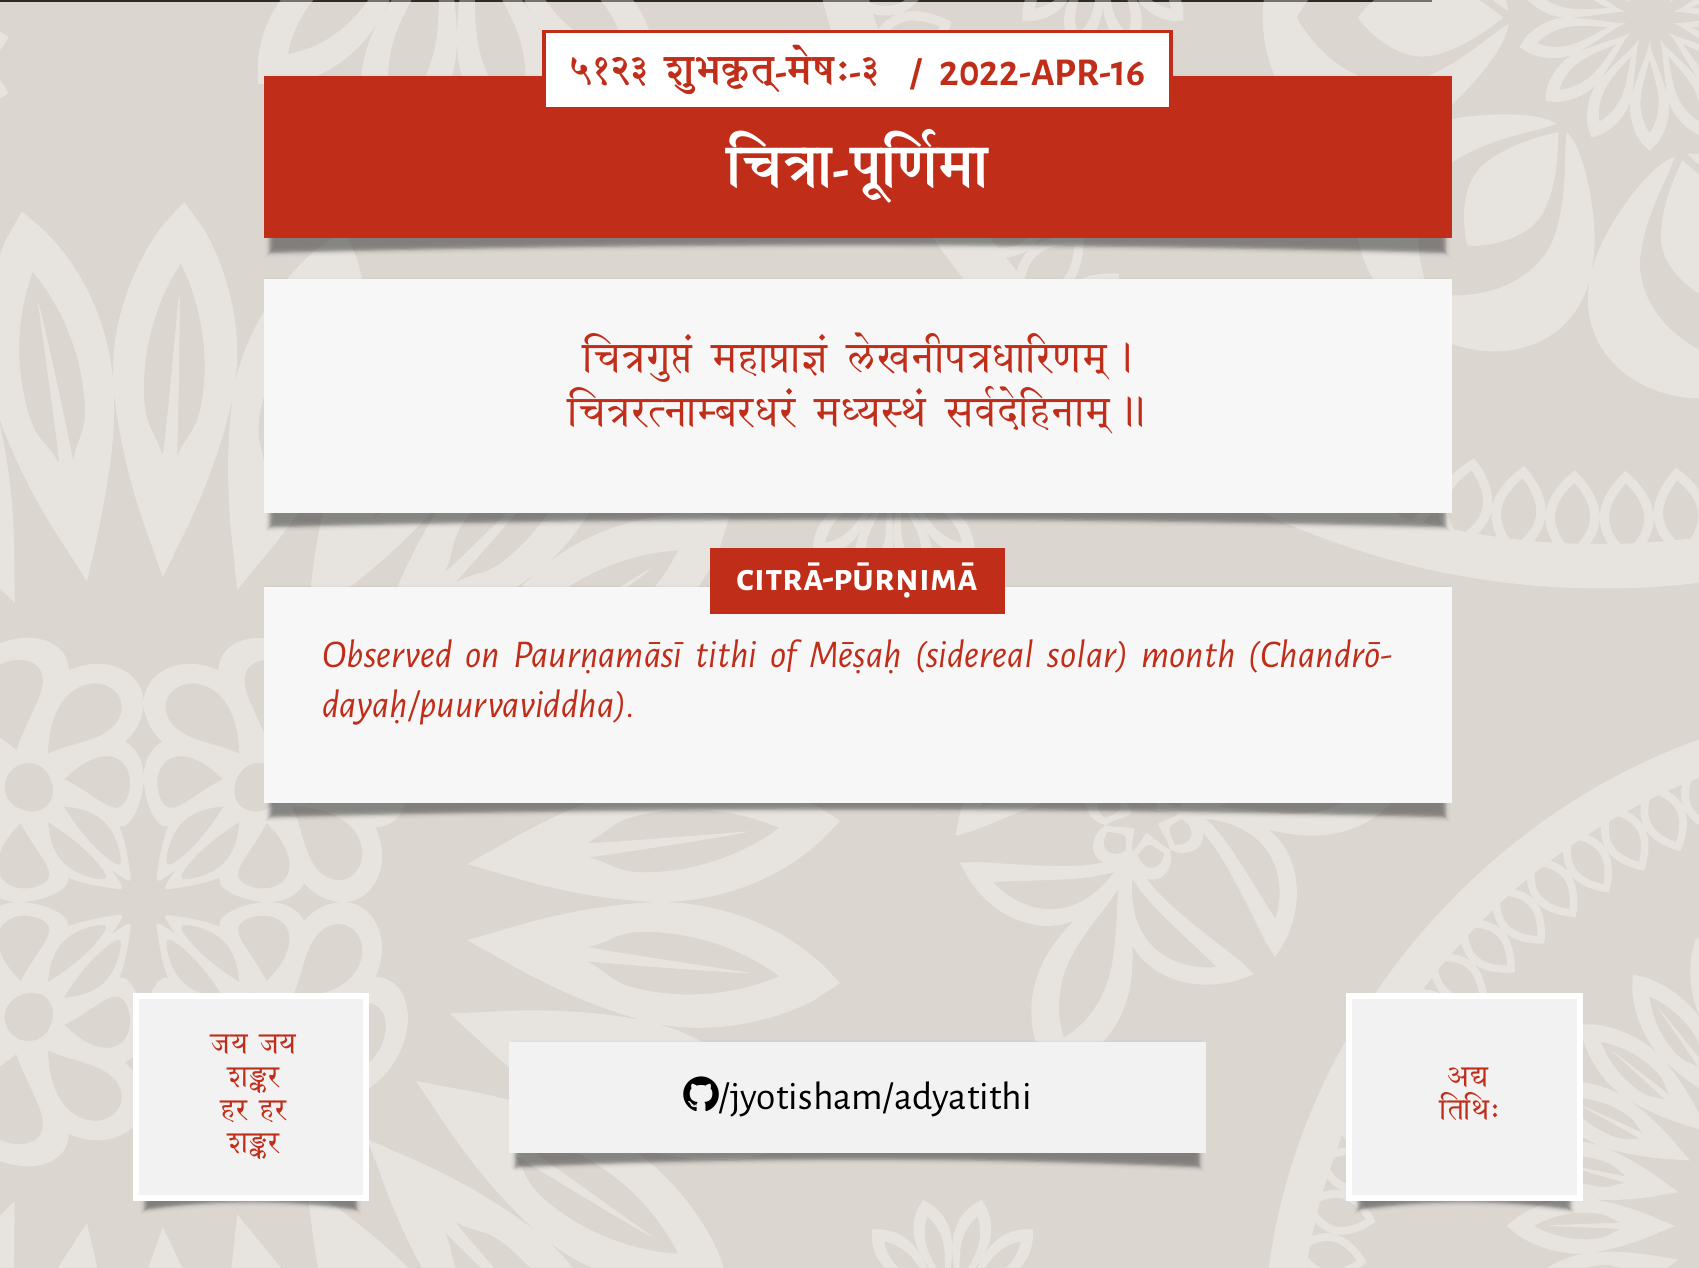 ५१२३ शुभकृत्-मेषः-३ / 2022-APR-16
चित्रा-पूर्णिमा
चित्रगुप्तं महाप्राज्ञं लेखनीपत्रधारिणम् ।
चित्ररत्नाम्बरधरं मध्यस्थं सर्वदेहिनाम् ॥
CITRĀ-PŪRṆIMĀ
Observed on Paurṇamāsī tithi of Mēṣaḥ (sidereal solar) month (Chandrō-
dayaḥ/puurvaviddha).
जय जय
शङ्कर
हर हर
शङ्कर
/jyotisham/adyatithi
अद्य
तिथिः